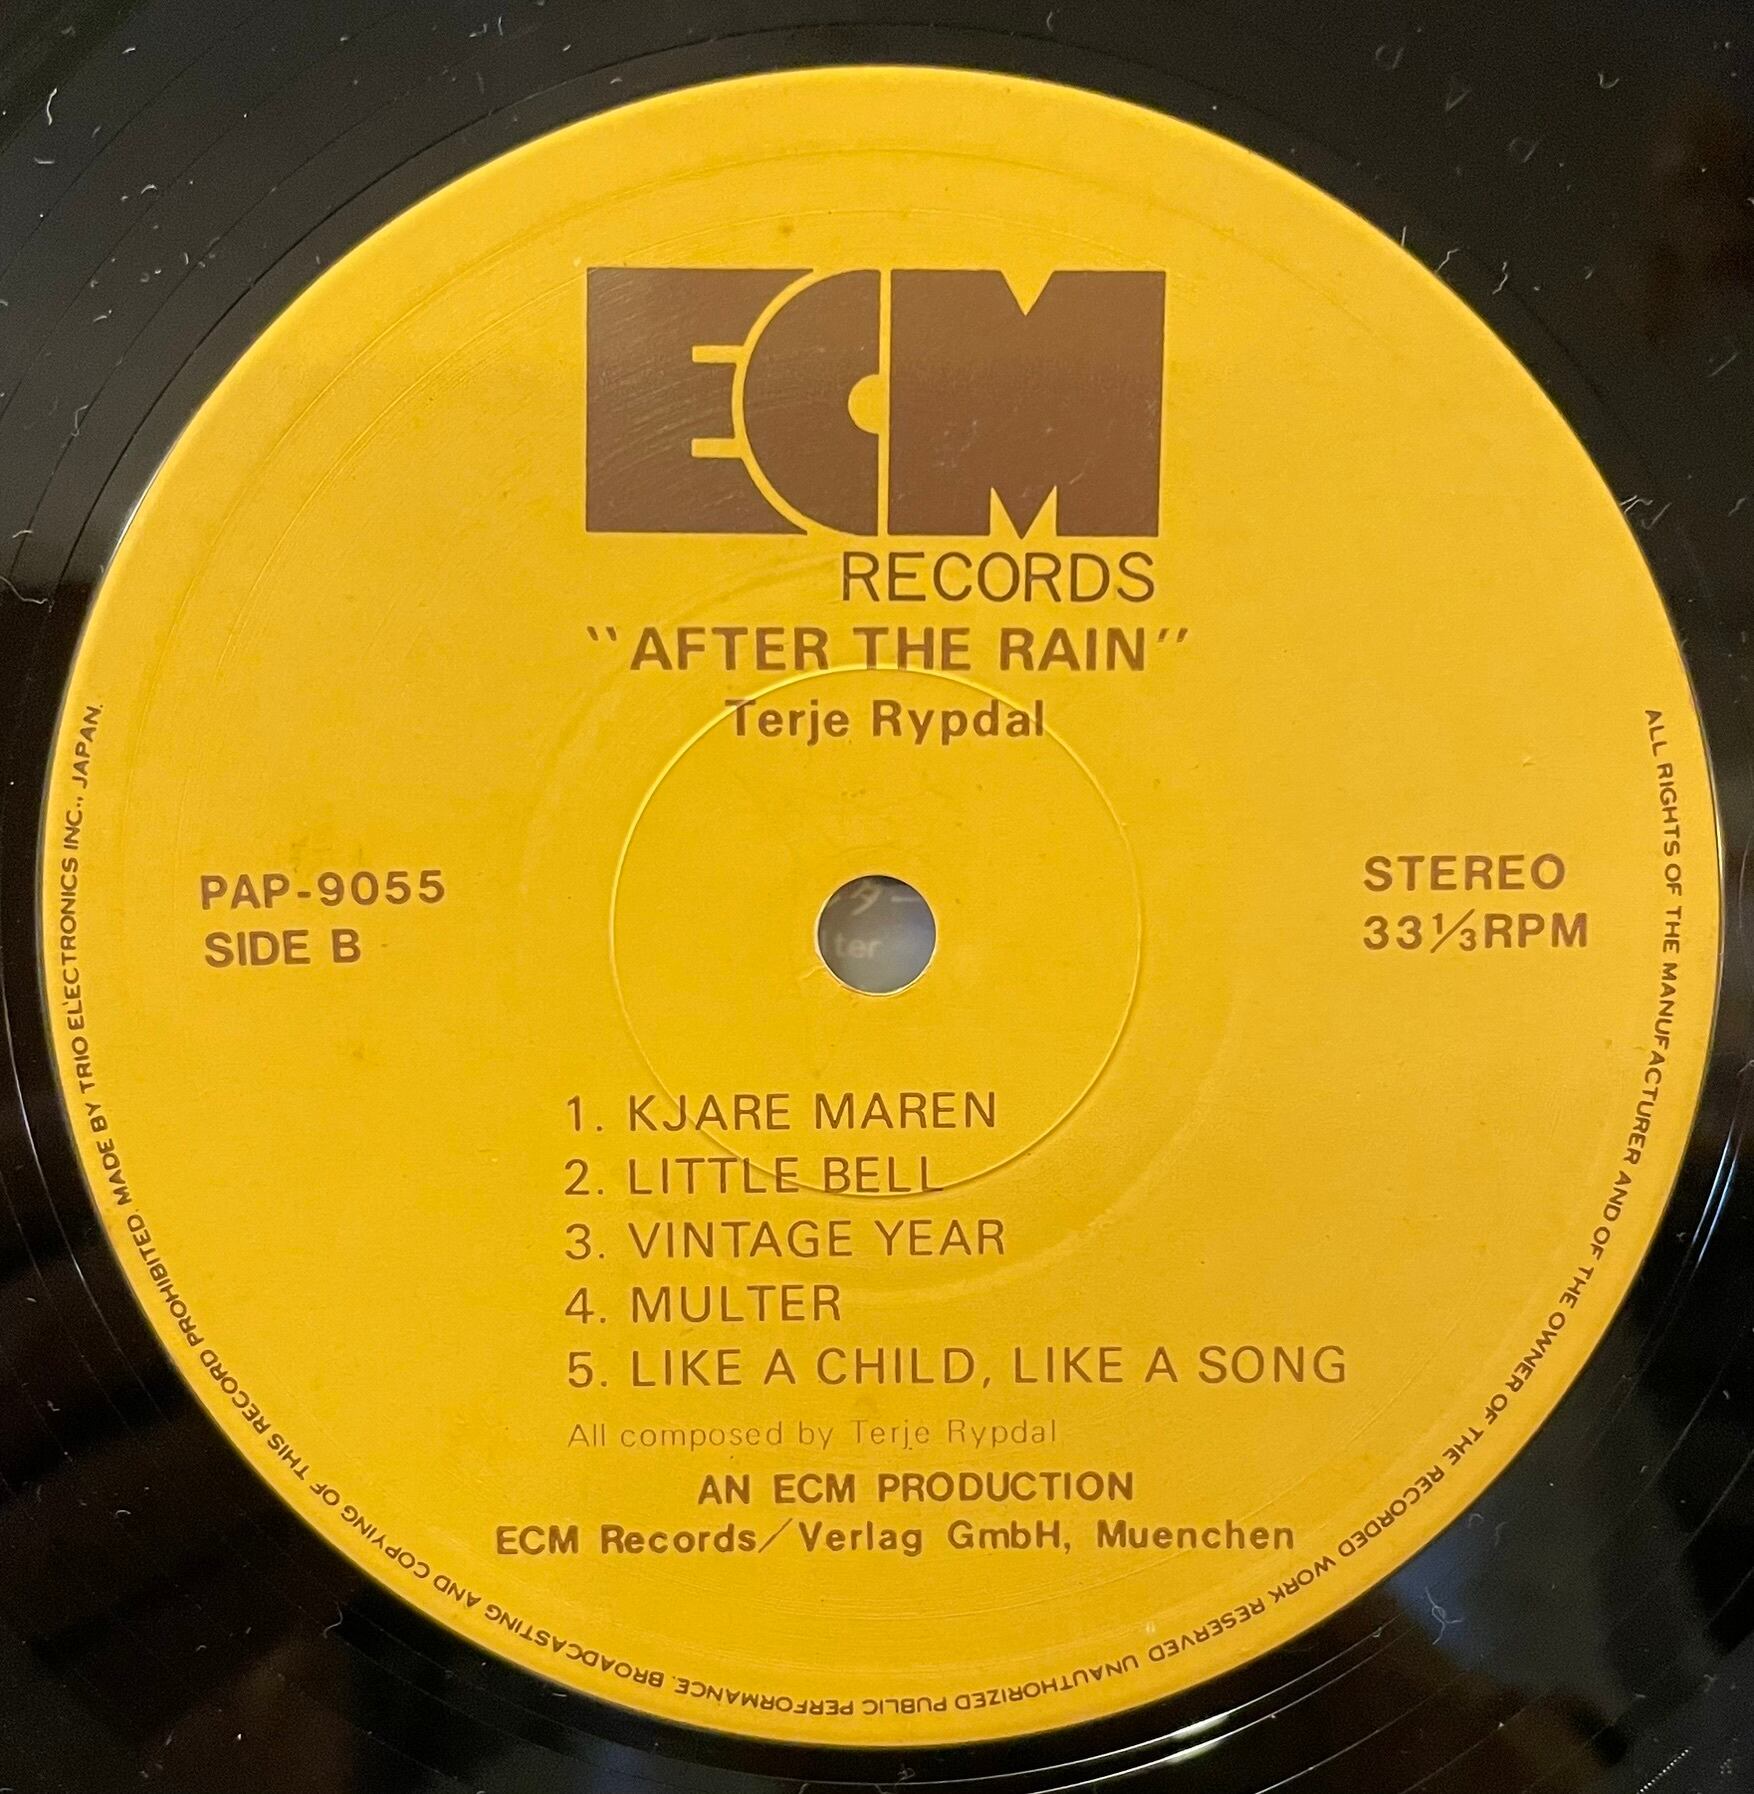 ECM
RECORDS
"AFTER THE RAIN"
Terje Rypdal
PAP-9055
SIDE B
STEREO
33⅓RPM
ター
ter
1. KJARE MAREN
2. LITTLE BELL
3. VINTAGE YEAR
4. MULTER
5. LIKE A CHILD, LIKE A SONG
All composed by Terje Rypdal
AN ECM PRODUCTION
ECM Records/Verlag GmbH, Muenchen
ALL RIGHTS OF THE MANUFACTURER AND OF THE OWNER OF THE RECORDED WORK RESERVED UNAUTHORIZED PUBLIC PERFORMANCE. BROADCASTING AND COPYING OF THIS RECORD PROHIBITED. MADE BY TRIO ELECTRONICS INC., JAPAN.